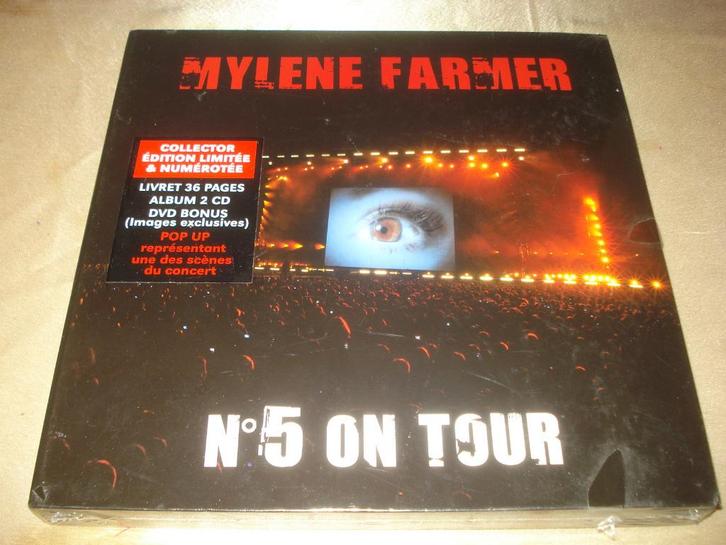 MYLENE FARMER
COLLECTOR
ÉDITION LIMITÉE
& NUMÉROTÉE
LIVRET 36 PAGES
ALBUM 2 CD
DVD BONUS
(Images exclusives)
POP UP
représentant
une des scènes
du concert
N°5 ON TOUR